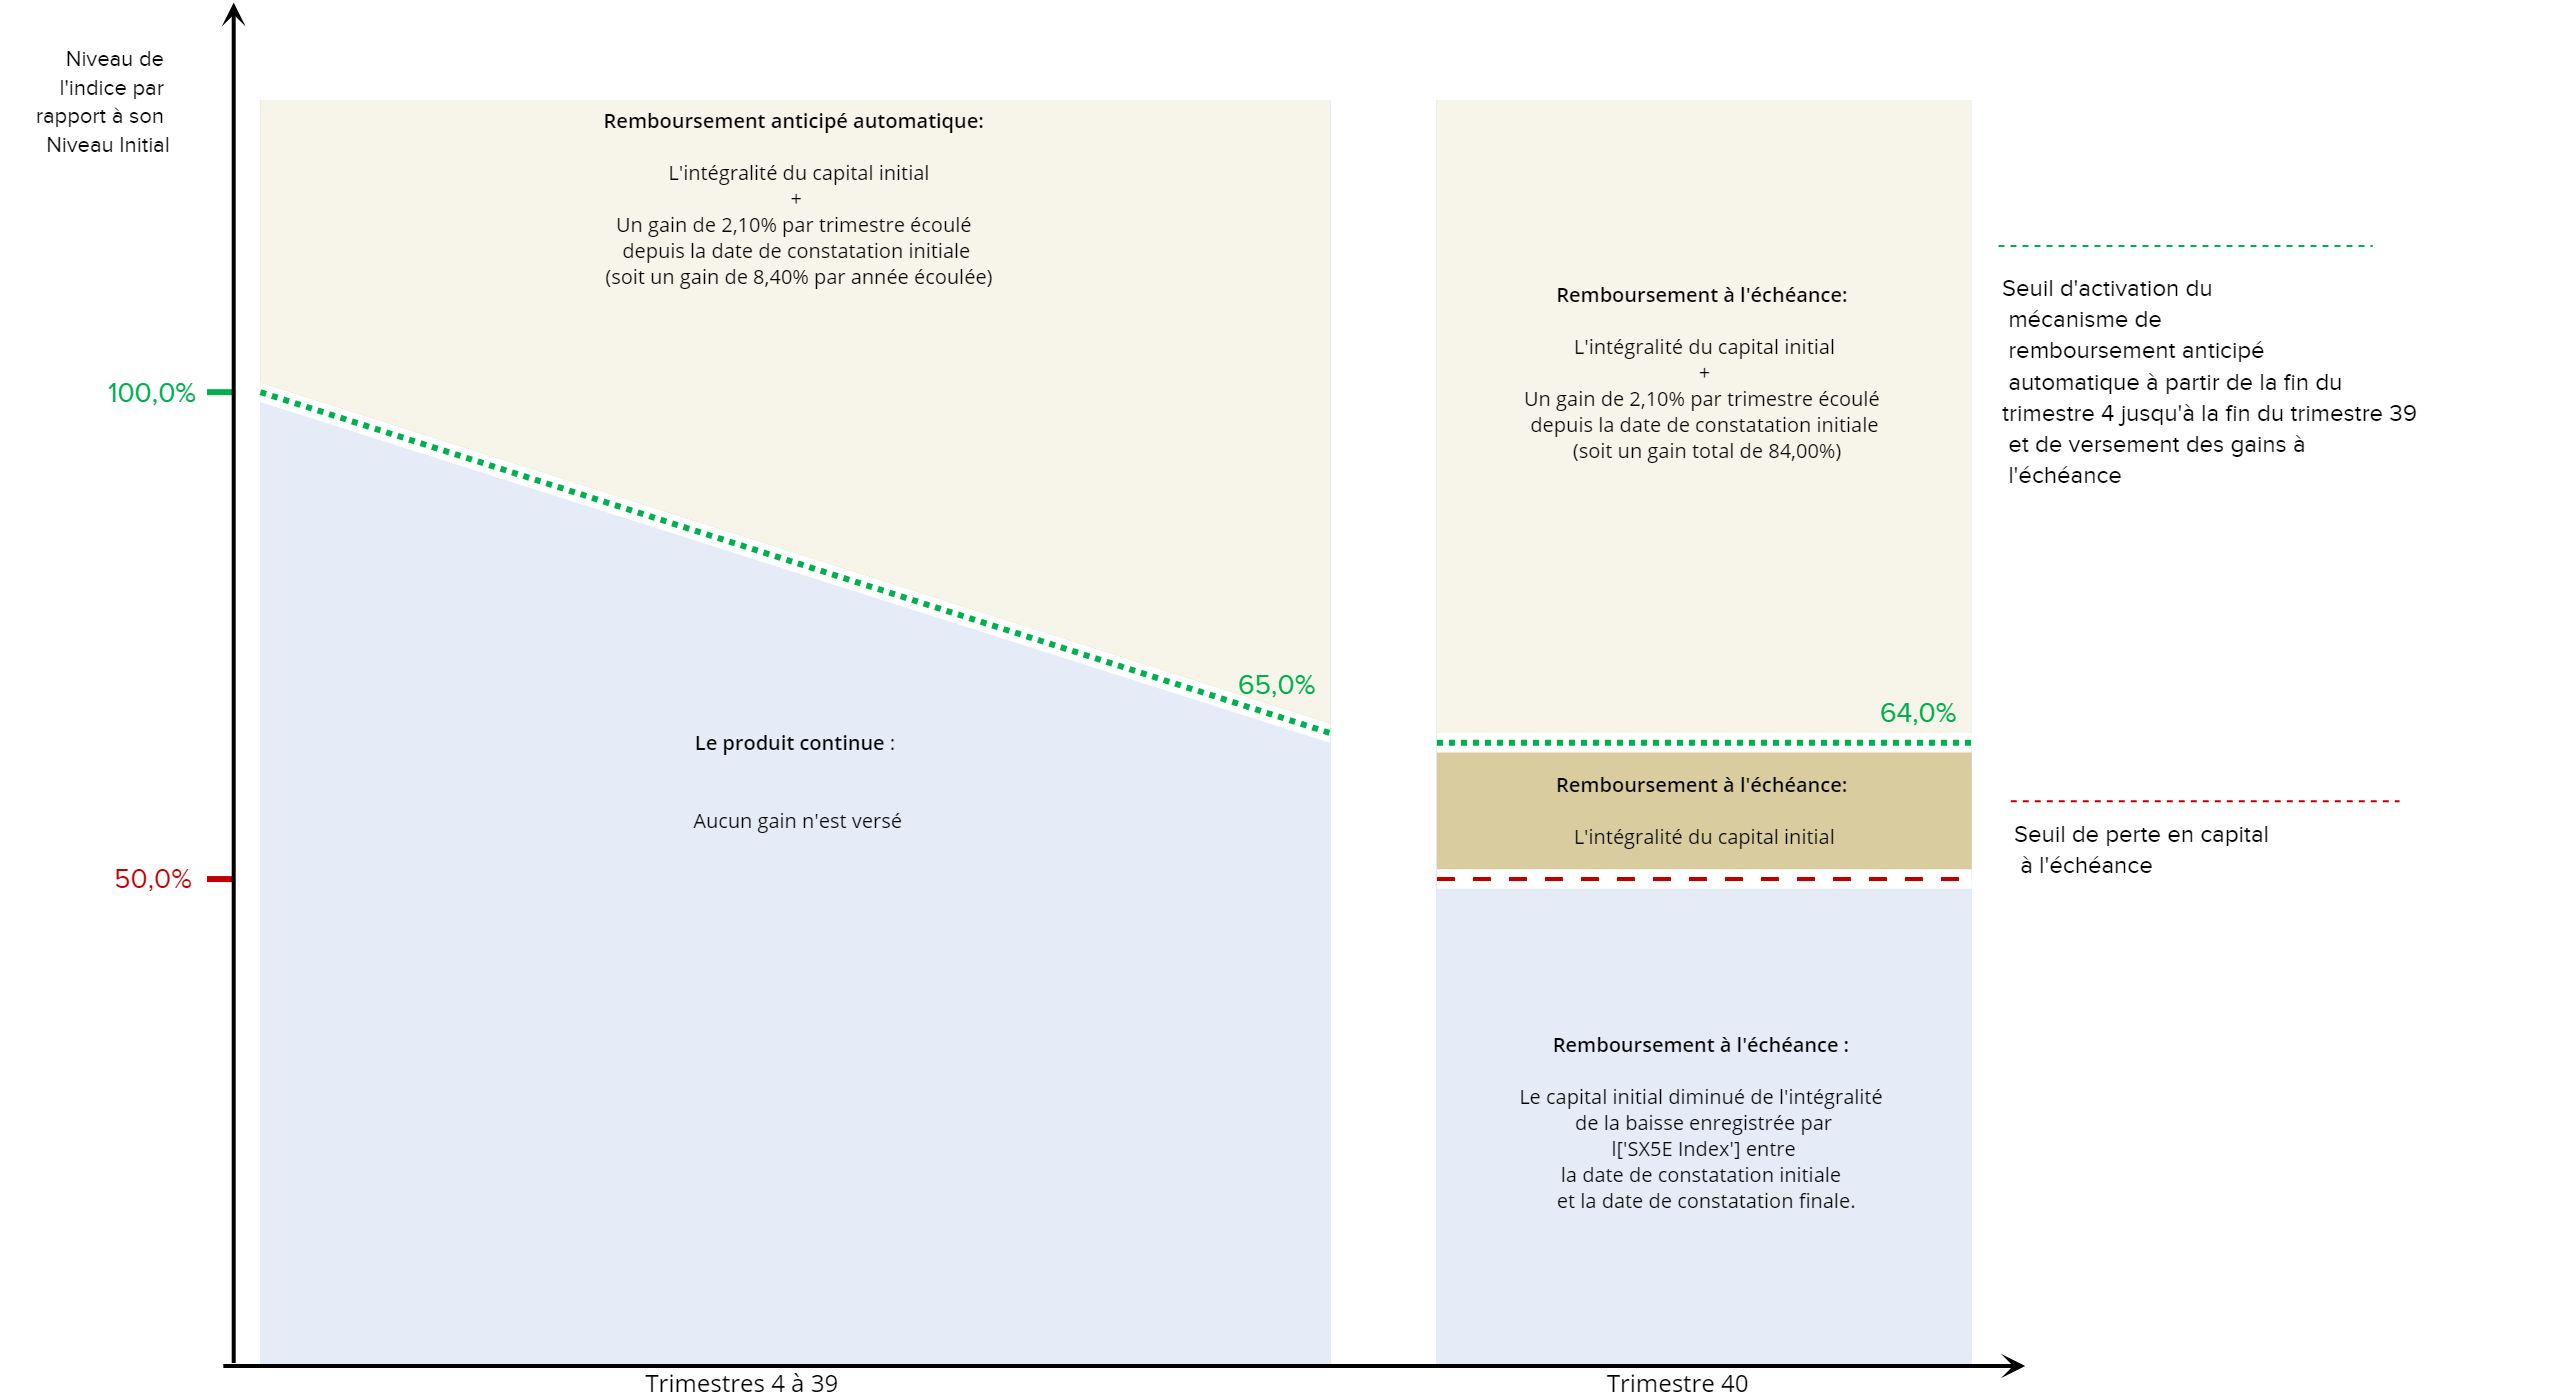 Niveau de
l'indice par
rapport à son
Niveau Initial
Remboursement anticipé automatique:
L'intégralité du capital initial
+
Un gain de 2,10% par trimestre écoulé
depuis la date de constatation initiale
(soit un gain de 8,40% par année écoulée)
100,0%
65,0%
Le produit continue :
Aucun gain n'est versé
50,0%
Trimestres 4 à 39
Remboursement à l'échéance:
L'intégralité du capital initial
+
Un gain de 2,10% par trimestre écoulé
depuis la date de constatation initiale
(soit un gain total de 84,00%)
64,0%
Remboursement à l'échéance:
L'intégralité du capital initial
Remboursement à l'échéance :
Le capital initial diminué de l'intégralité
de la baisse enregistrée par
l['SX5E Index'] entre
la date de constatation initiale
et la date de constatation finale.
Trimestre 40
Seuil d'activation du
mécanisme de
remboursement anticipé
automatique à partir de la fin du
trimestre 4 jusqu'à la fin du trimestre 39
et de versement des gains à
l'échéance
Seuil de perte en capital
à l'échéance